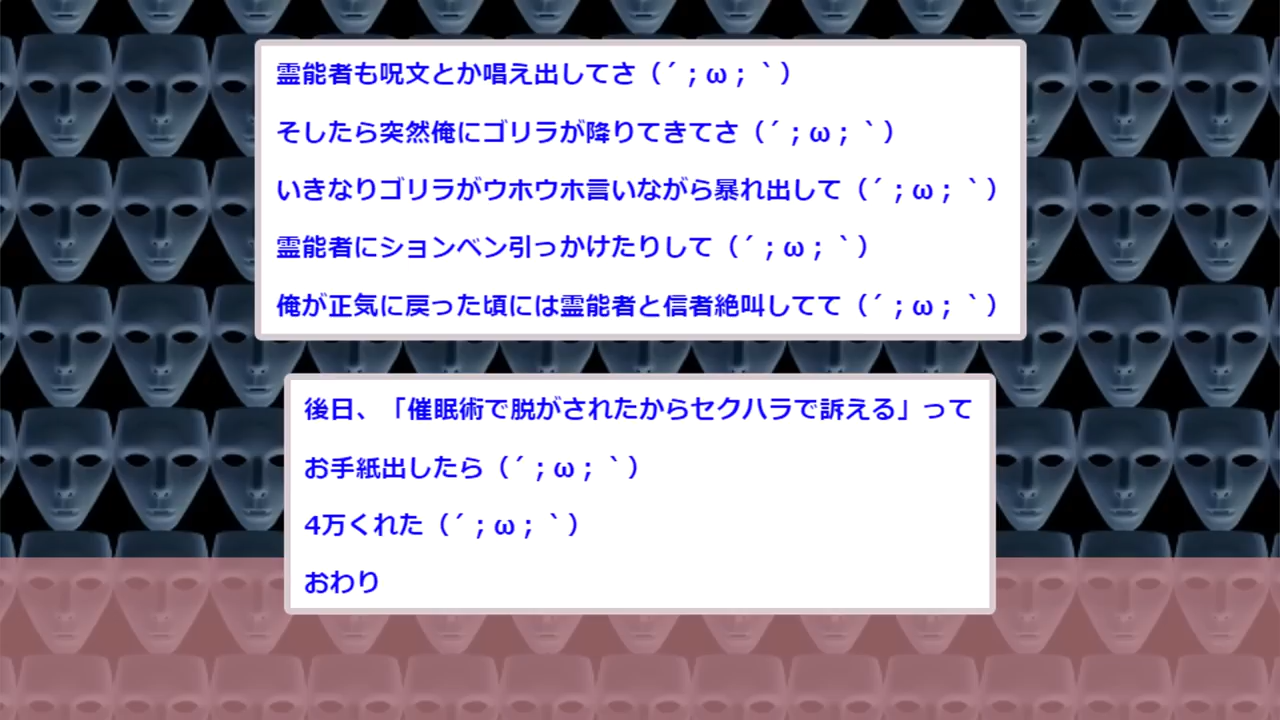 霊能者も呪文とか唱え出してさ（´；ω；｀）
そしたら突然俺にゴリラが降りてきてさ（´；ω；｀）
いきなりゴリラがウホウホ言いながら暴れ出して（´；ω；｀）
霊能者にションベン引っかけたりして（´；ω；｀）
俺が正気に戻った頃には霊能者と信者絶叫してて（´；ω；｀）
後日、「催眠術で脱がされたからセクハラで訴える」って
お手紙出したら（´；ω；｀）
4万くれた（´；ω；｀）
おわり